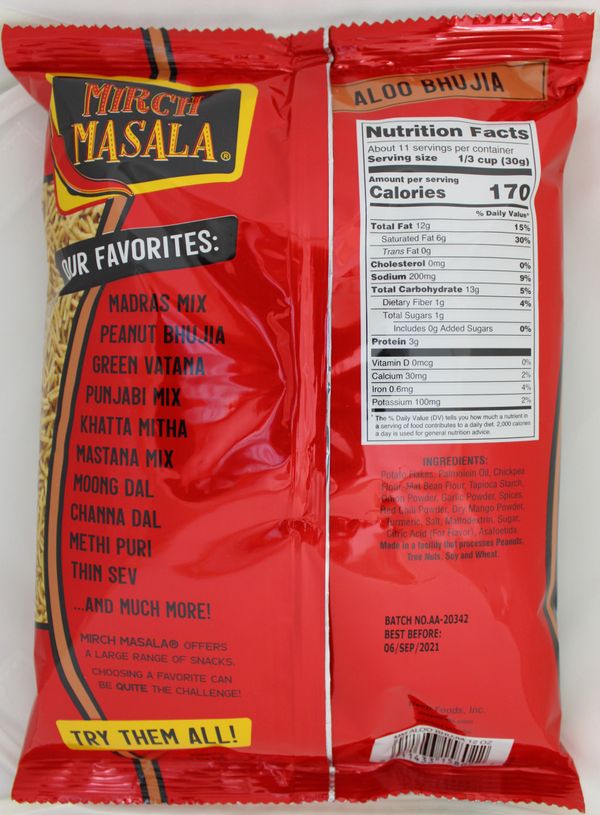 MIRCH
MASALA®
OUR FAVORITES:
MADRAS MIX
PEANUT BHUJIA
GREEN VATANA
PUNJABI MIX
KHATTA MITHA
MASTANA MIX
MOONG DAL
CHANNA DAL
METHI PURI
THIN SEV
...AND MUCH MORE!
MIRCH MASALA® OFFERS
A LARGE RANGE OF SNACKS.
CHOOSING A FAVORITE CAN
BE QUITE THE CHALLENGE!
TRY THEM ALL!
ALOO BHUJIA
Nutrition Facts
About 11 servings per container
Serving size 1/3 cup (30g)
Amount per serving
Calories 170
% Daily Value*
Total Fat 12g 15%
Saturated Fat 6g 30%
Trans Fat 0g
Cholesterol 0mg 0%
Sodium 200mg 9%
Total Carbohydrate 13g 5%
Dietary Fiber 1g 4%
Total Sugars 1g
Includes 0g Added Sugars 0%
Protein 3g
Vitamin D 0mcg 0%
Calcium 30mg 2%
Iron 0.6mg 4%
Potassium 100mg 2%
* The % Daily Value (DV) tells you how much a nutrient in
a serving of food contributes to a daily diet. 2,000 calories
a day is used for general nutrition advice.
INGREDIENTS:
Potato Flakes, Palmolein Oil, Chickpea
Flour, Mat Bean Flour, Tapioca Starch,
Onion Powder, Garlic Powder, Spices,
Red Chili Powder, Dry Mango Powder,
Turmeric, Salt, Maltodextrin, Sugar,
Citric Acid (For Flavor), Asafoetida.
Made in a facility that processes Peanuts,
Tree Nuts, Soy and Wheat.
BATCH NO.AA-20342
BEST BEFORE:
06/SEP/2021
Foods, Inc.
ALOO BHUJIA 12 OZ